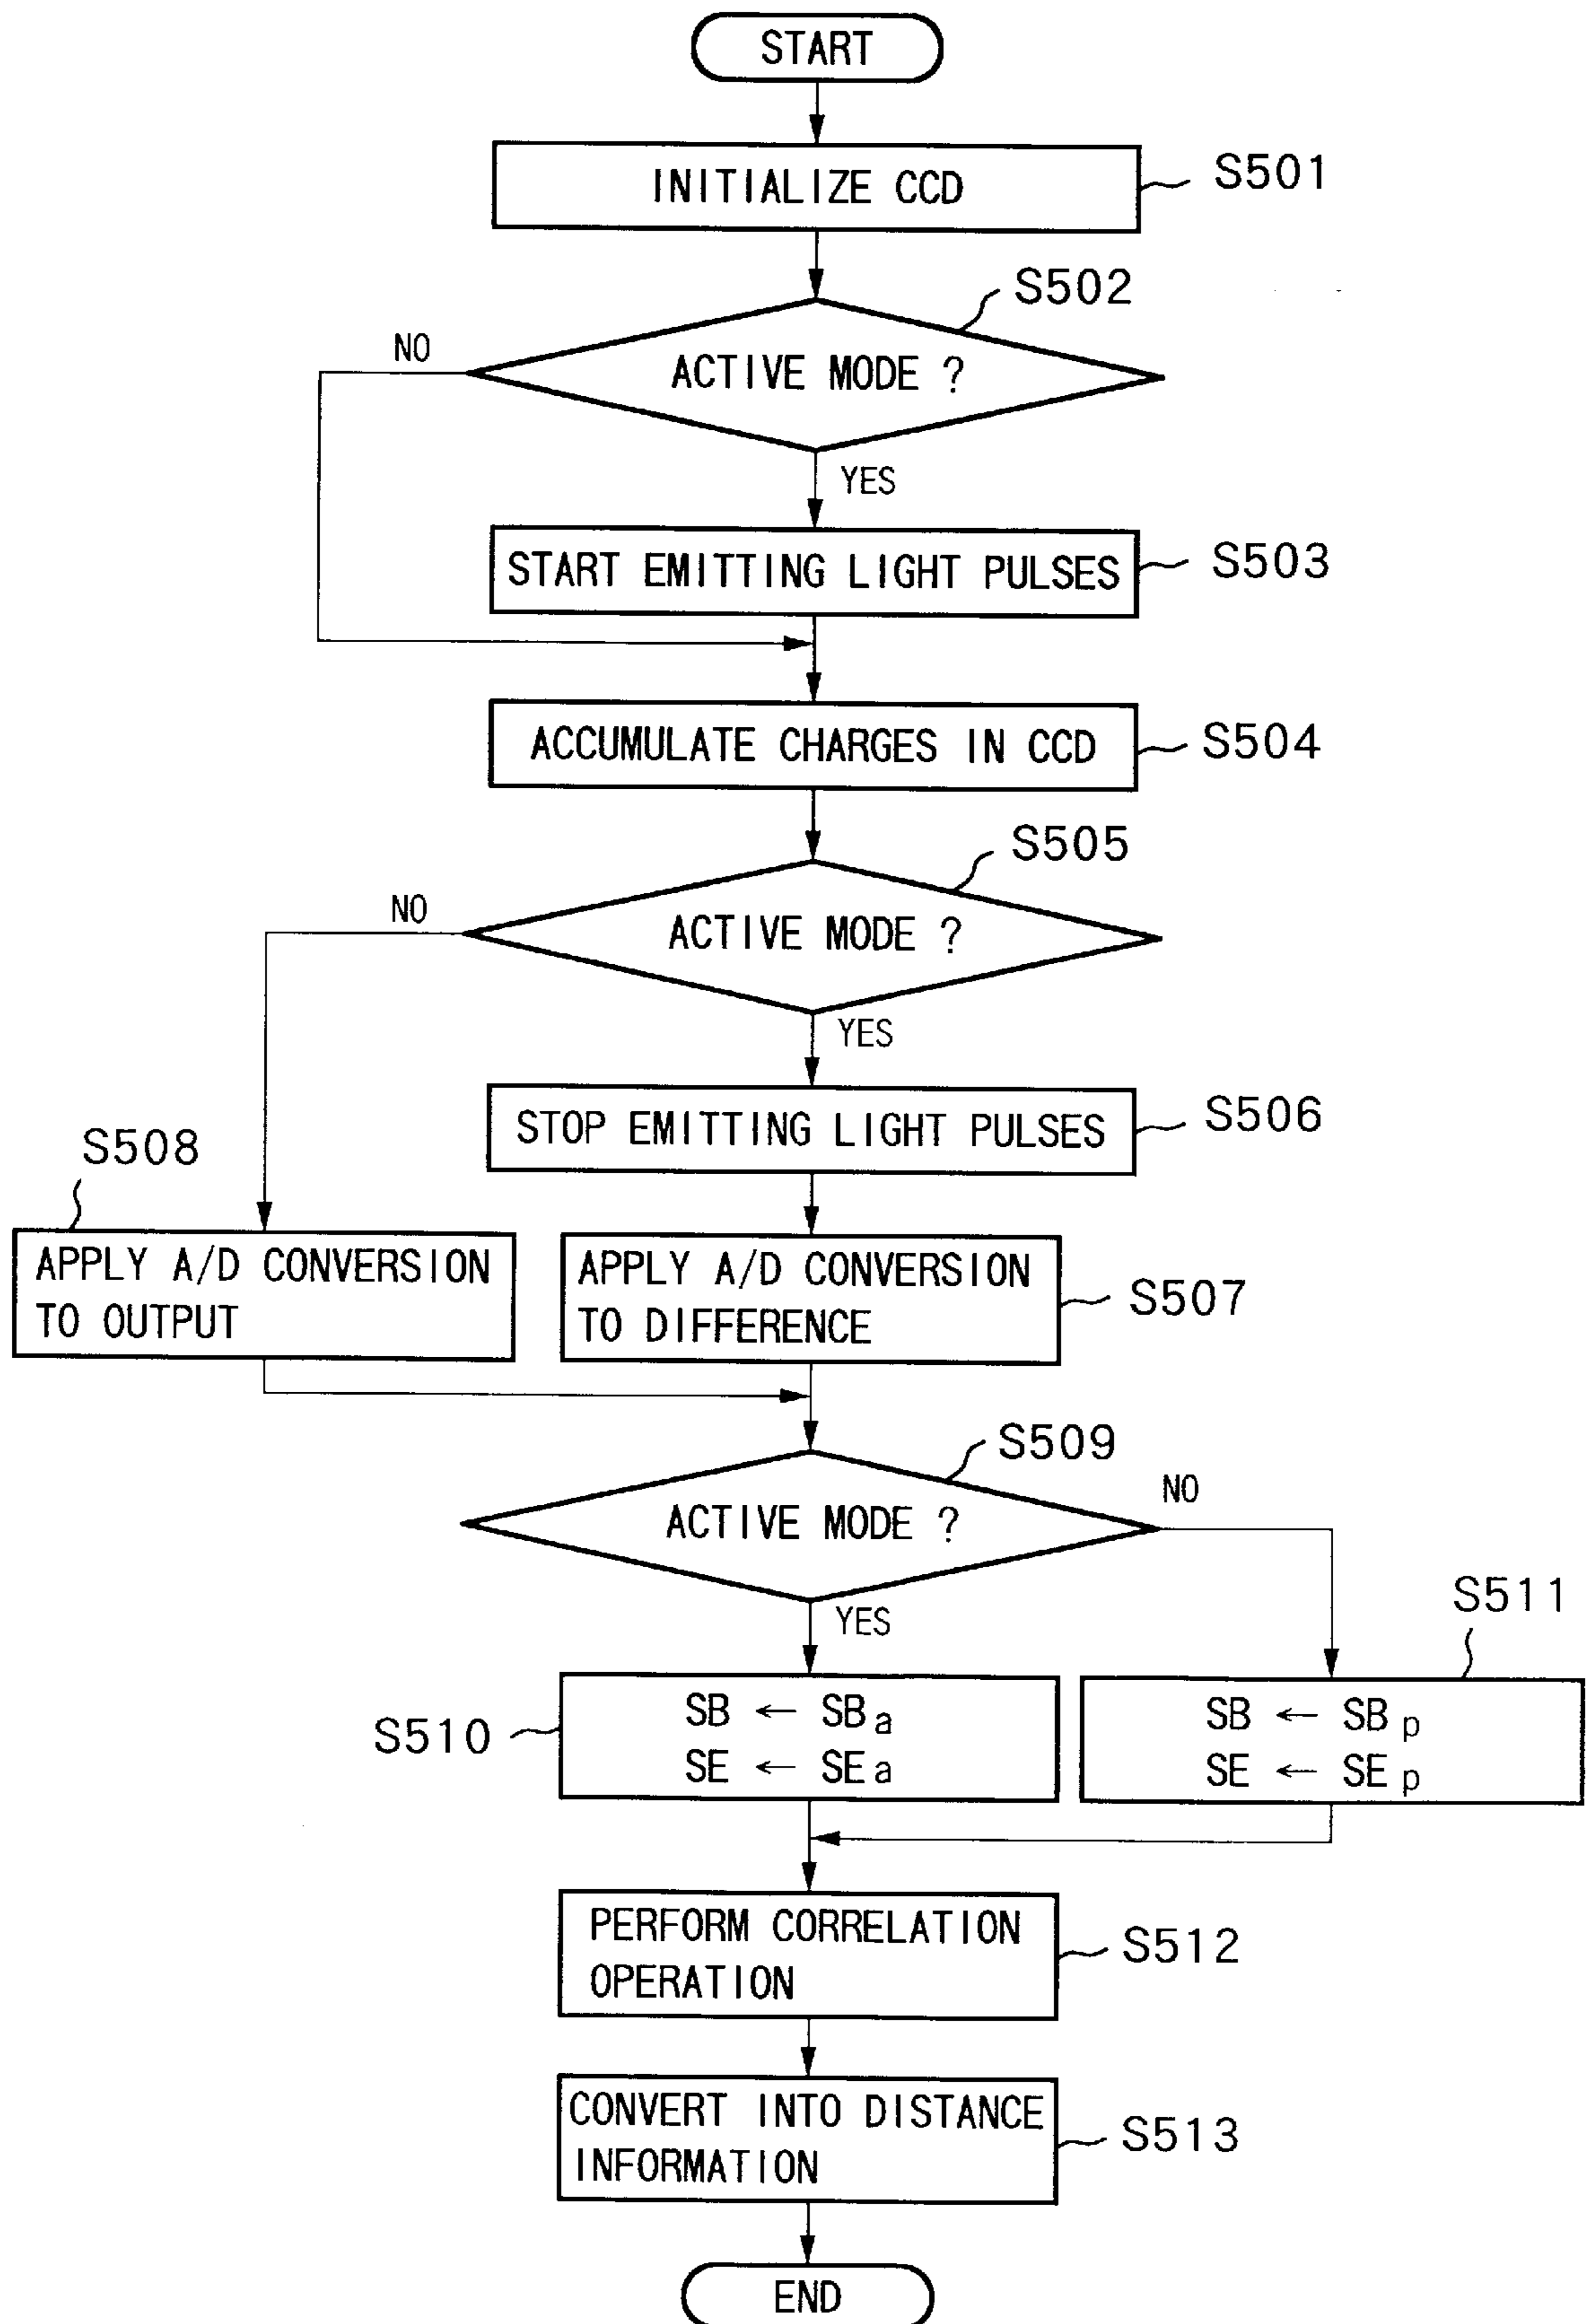 START
INITIALIZE CCD
S501
S502
NO
ACTIVE MODE ?
YES
START EMITTING LIGHT PULSES
S503
ACCUMULATE CHARGES IN CCD
S504
S505
NO
ACTIVE MODE ?
YES
STOP EMITTING LIGHT PULSES
S506
S508
APPLY A/D CONVERSION
TO OUTPUT
APPLY A/D CONVERSION
TO DIFFERENCE
S507
S509
ACTIVE MODE ?
NO
YES
S511
S510
SB ← SBa
SE ← SEa
SB ← SBp
SE ← SEp
PERFORM CORRELATION
OPERATION
S512
CONVERT INTO DISTANCE
INFORMATION
S513
END